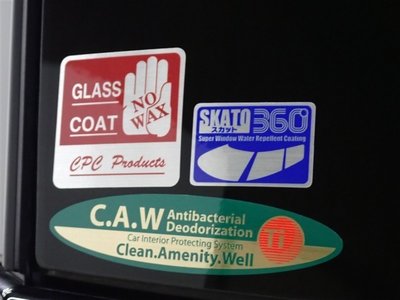 GLASS
COAT
NO
WAX
CPC Products
SKATO 360°
スカット
Super Window Water Repellent Coating
C.A.W Antibacterial
Deodorization
Ti
Car Interior Protecting System
Clean.Amenity.Well